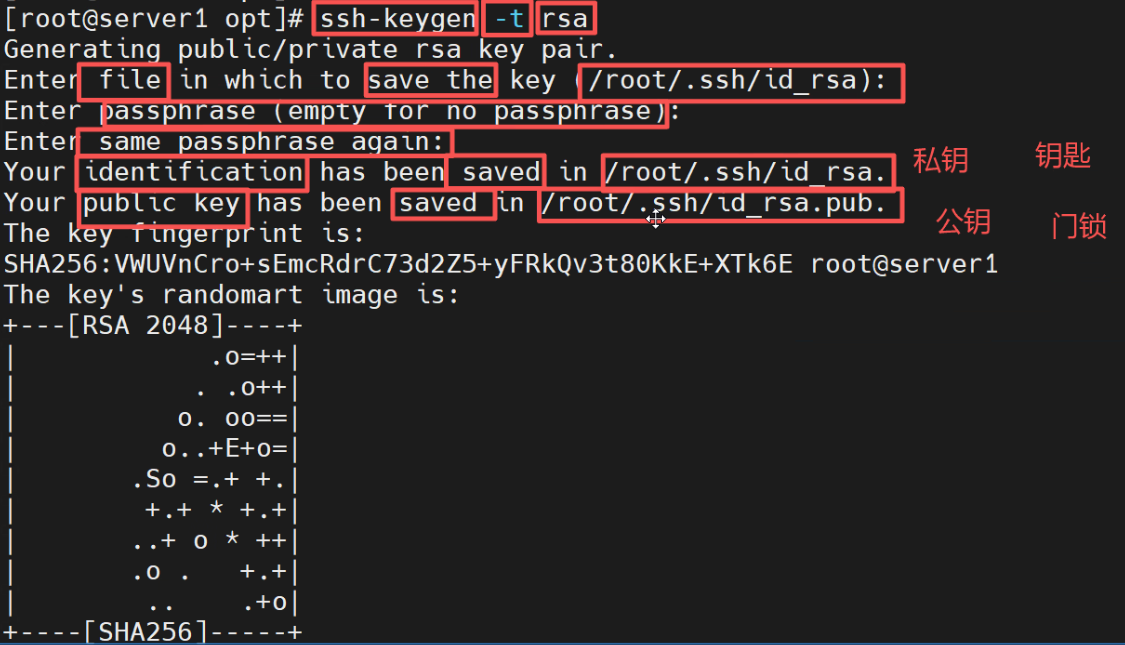 [root@server1 opt]# ssh-keygen -t rsa
Generating public/private rsa key pair.
Enter file in which to save the key (/root/.ssh/id_rsa):
Enter passphrase (empty for no passphrase):
Enter same passphrase again:
Your identification has been saved in /root/.ssh/id_rsa. 私钥 钥匙
Your public key has been saved in /root/.ssh/id_rsa.pub. 公钥 门锁
The key fingerprint is:
SHA256:VWUVnCro+sEmcRdrC73d2Z5+yFRkQv3t80KkE+XTk6E root@server1
The key's randomart image is:
+---[RSA 2048]----+
|             .o=++|
|            . .o++|
|           o. oo==|
|          o..+E+o=|
|        .So =.+ +.|
|         +.+ * +.+|
|        ..+ o * ++|
|        .o .   +.+|
|         ..    .+o|
+----[SHA256]-----+